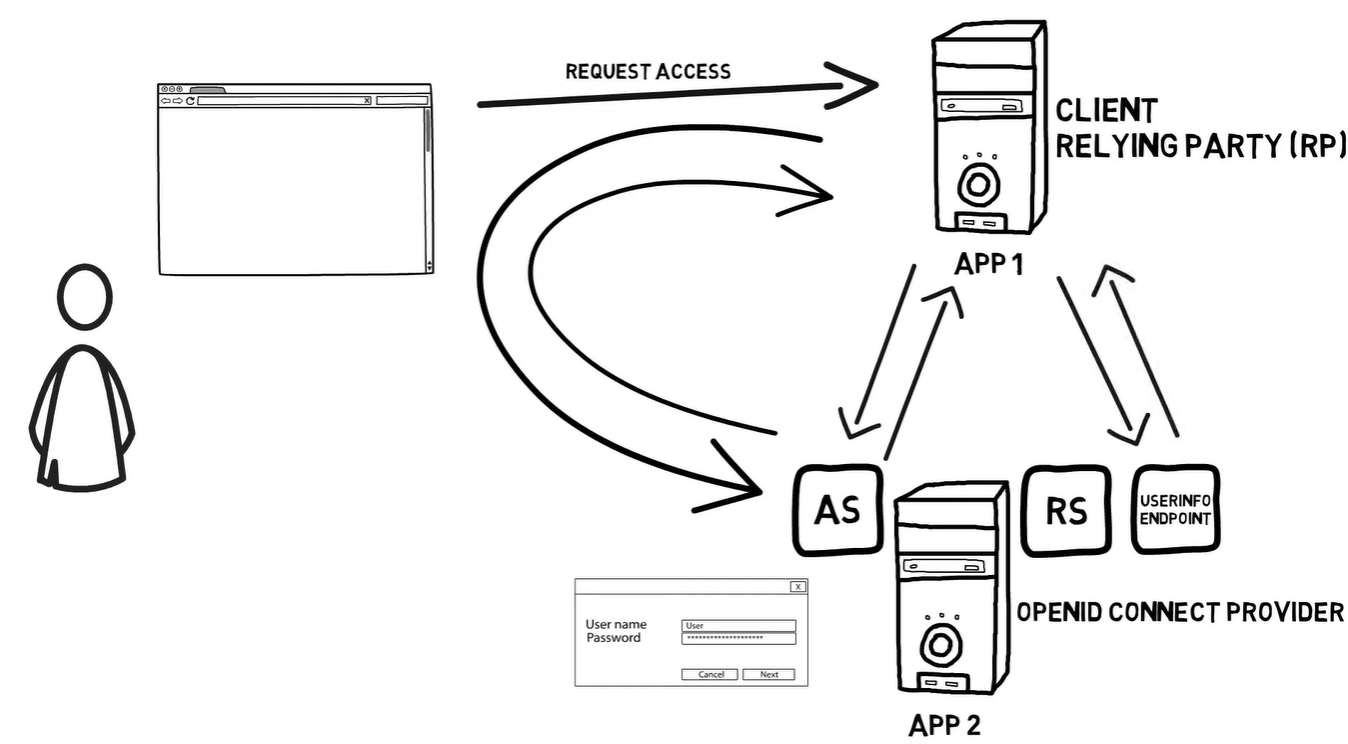 REQUEST ACCESS
CLIENT
RELYING PARTY (RP)
APP 1
AS
RS
USERINFO
ENDPOINT
OPENID CONNECT PROVIDER
X
User name
User
Password
********************
Cancel
Next
APP 2